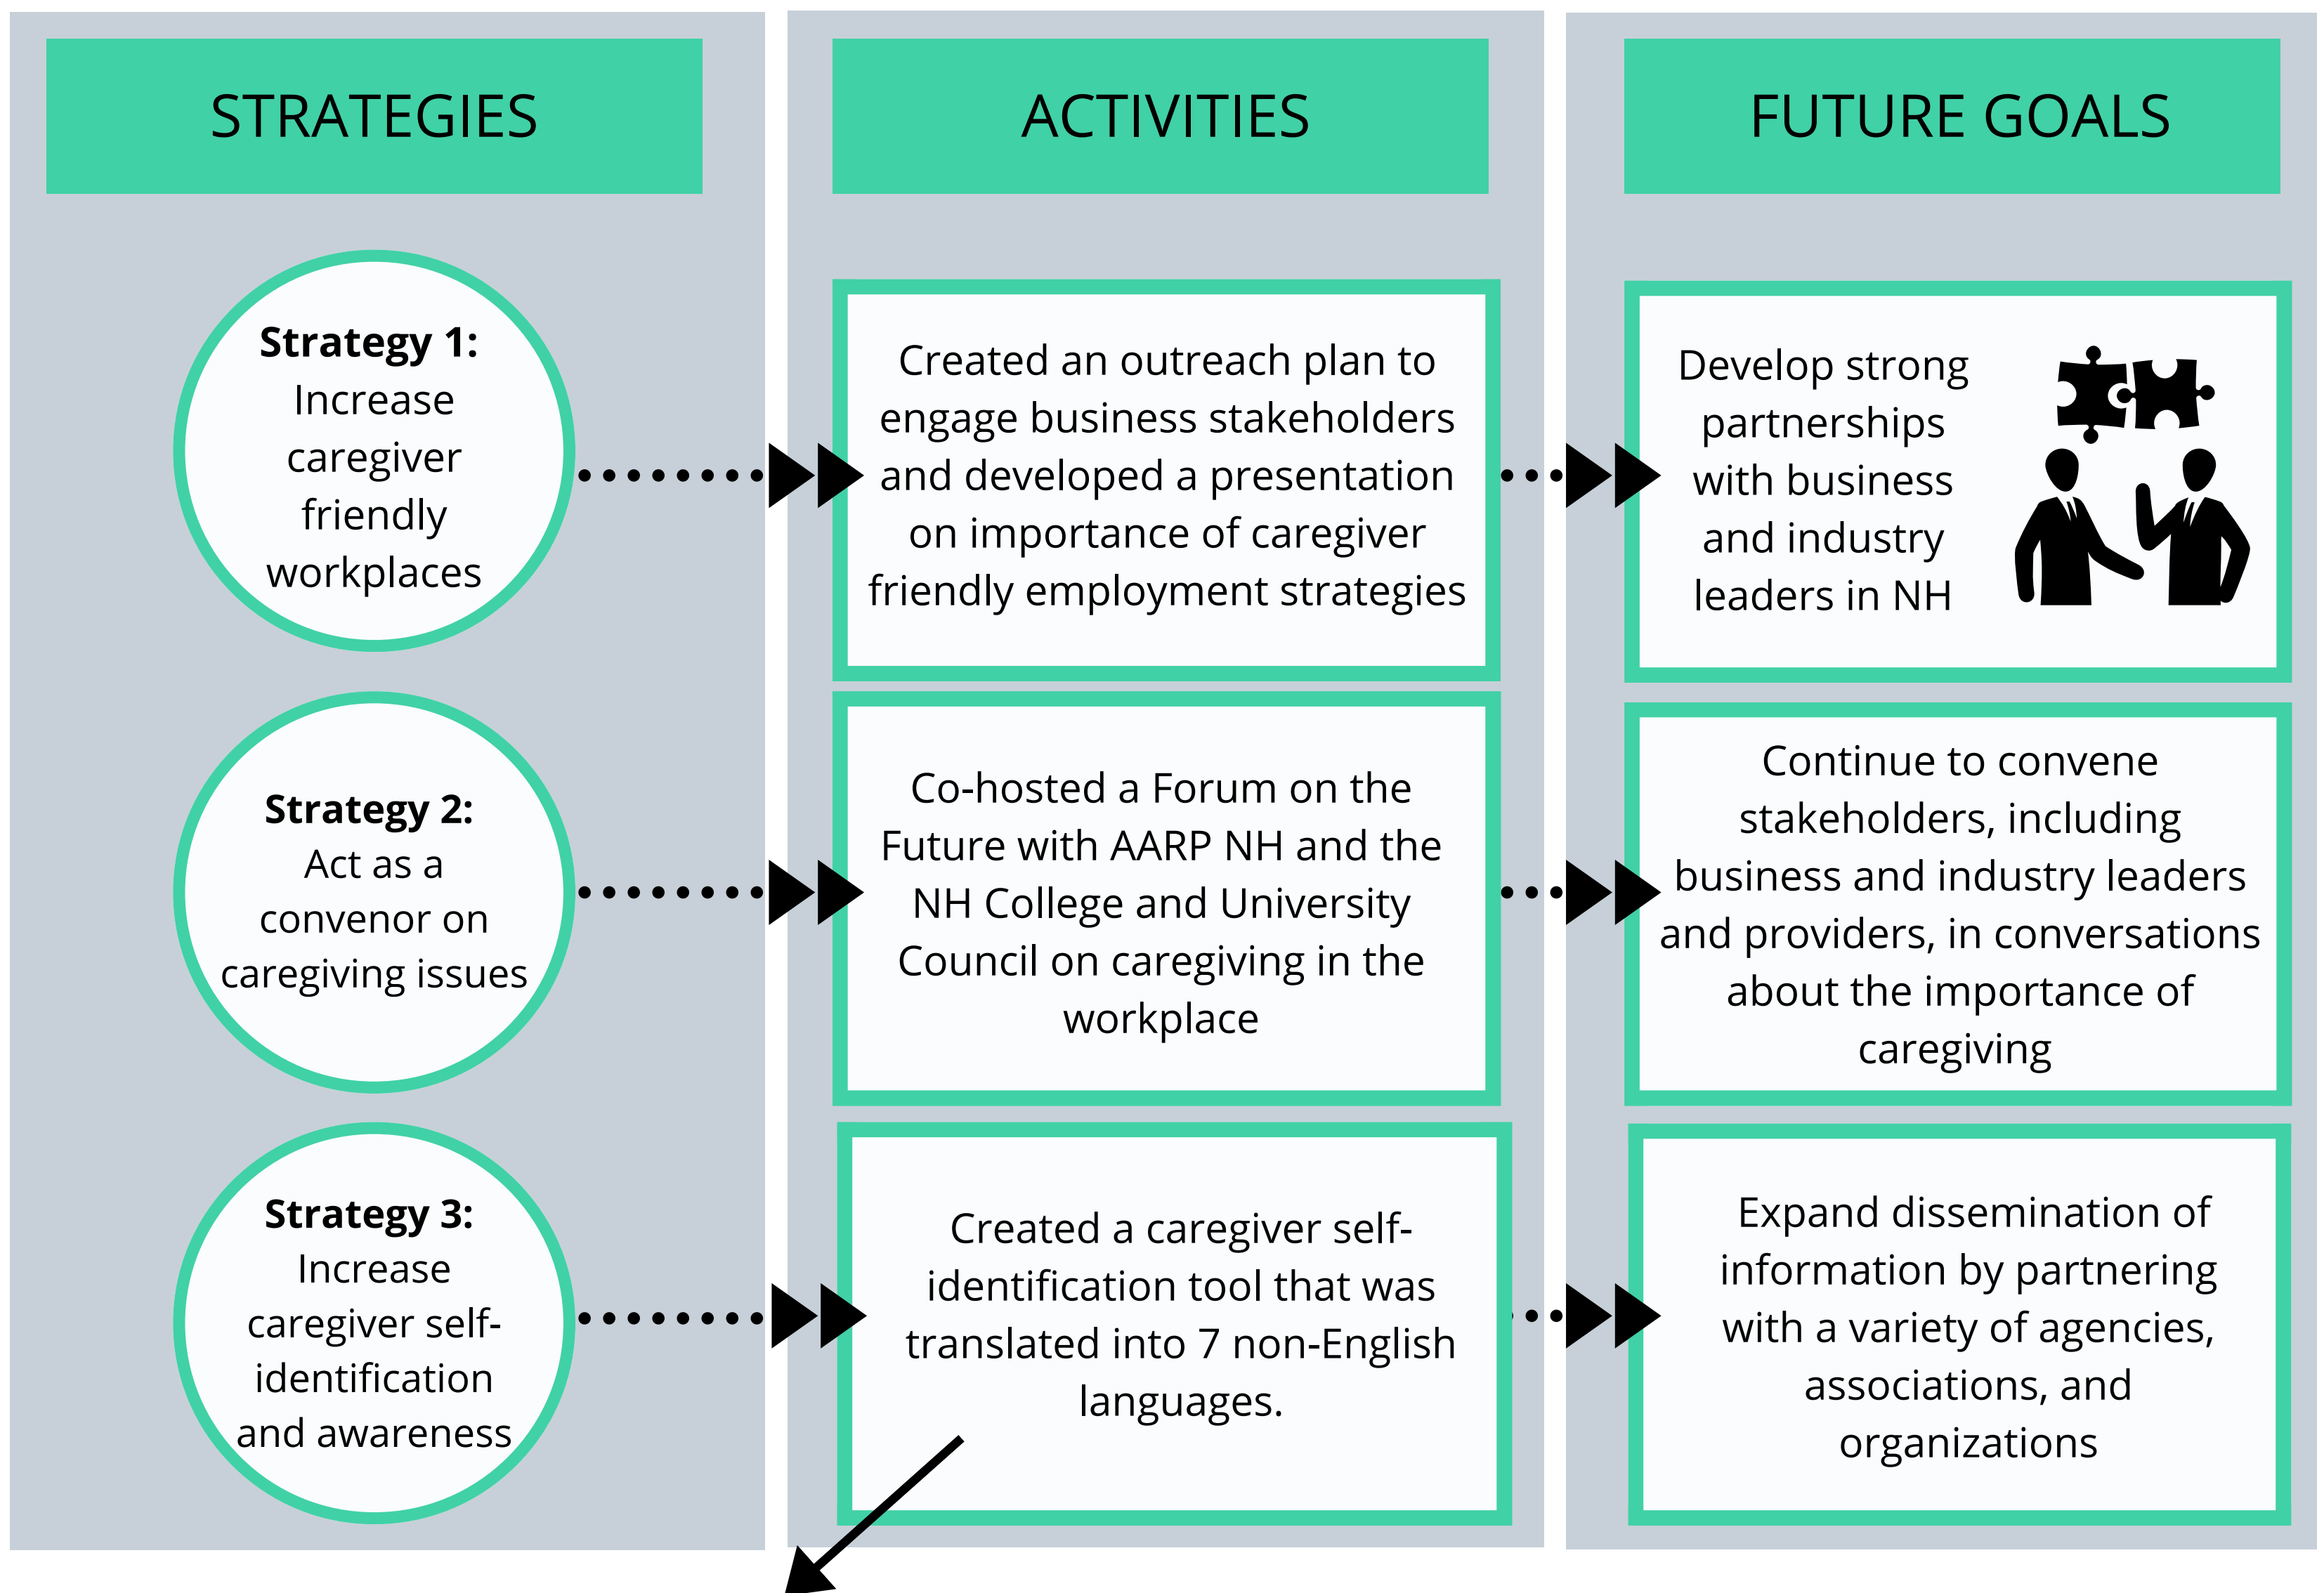 STRATEGIES
ACTIVITIES
FUTURE GOALS
Strategy 1:
Increase
caregiver
friendly
workplaces
Created an outreach plan to
engage business stakeholders
and developed a presentation
on importance of caregiver
friendly employment strategies
Develop strong
partnerships
with business
and industry
leaders in NH
Strategy 2:
Act as a
convenor on
caregiving issues
Co-hosted a Forum on the
Future with AARP NH and the
NH College and University
Council on caregiving in the
workplace
Continue to convene
stakeholders, including
business and industry leaders
and providers, in conversations
about the importance of
caregiving
Strategy 3:
Increase
caregiver self-
identification
and awareness
Created a caregiver self-
identification tool that was
translated into 7 non-English
languages.
Expand dissemination of
information by partnering
with a variety of agencies,
associations, and
organizations